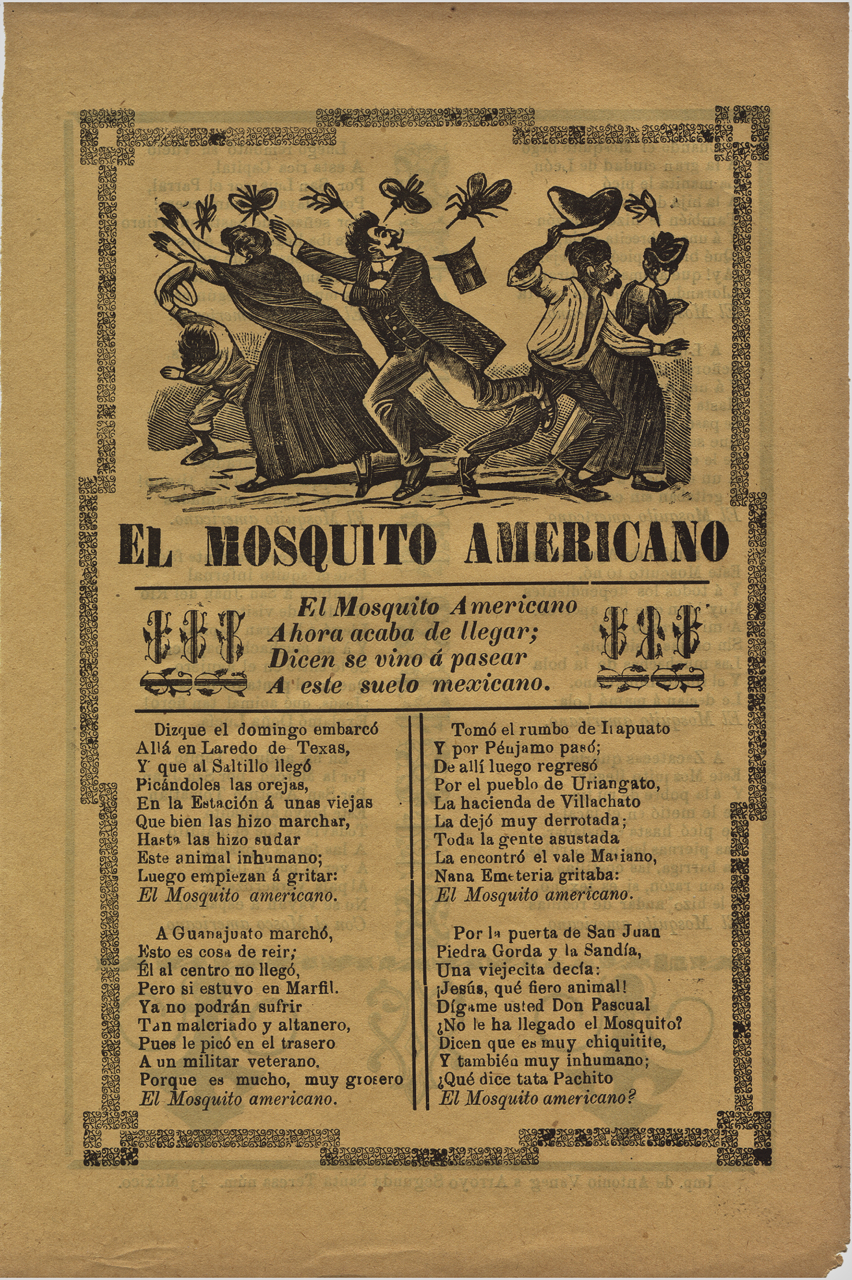 EL MOSQUITO AMERICANO
El Mosquito Americano
Ahora acaba de llegar;
Dicen se vino á pasear
A este suelo mexicano.
Dizque el domingo embarcó
Allá en Laredo de Texas,
Y que al Saltillo llegó
Picándoles las orejas,
En la Estación á unas viejas
Que bien las hizo marchar,
Hasta las hizo sudar
Este animal inhumano;
Luego empiezan á gritar:
El Mosquito americano.
A Guanajuato marchó,
Esto es cosa de reir;
Él al centro no llegó,
Pero si estuvo en Marfil.
Ya no podrán sufrir
Tan malcriado y altanero,
Pues le picó en el trasero
A un militar veterano.
Porque es mucho, muy grosero
El Mosquito americano.
Tomó el rumbo de Irapuato
Y por Pénjamo pasó;
De allí luego regresó
Por el pueblo de Uriangato,
La hacienda de Villachato
La dejó muy derrotada;
Toda la gente asustada
La encontró el vale Mariano,
Nana Emeteria gritaba:
El Mosquito americano.
Por la puerta de San Juan
Piedra Gorda y la Sandía,
Una viejecita decía:
¡Jesús, qué fiero animal!
Dígame usted Don Pascual
¿No le ha llegado el Mosquito?
Dicen que es muy chiquitite,
Y también muy inhumano;
¿Qué dice tata Pachito
El Mosquito americano?